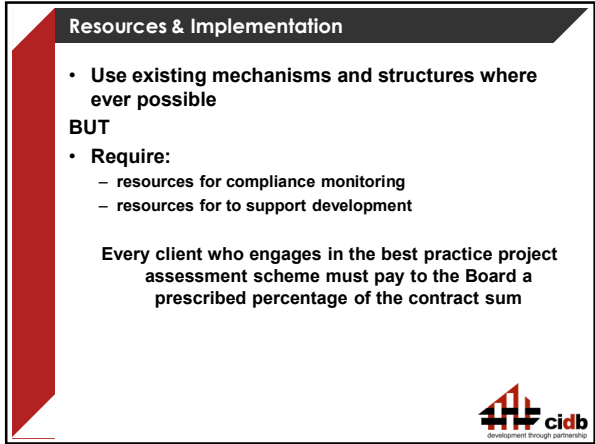 Resources & Implementation
• Use existing mechanisms and structures where
ever possible
BUT
• Require:
– resources for compliance monitoring
– resources for to support development
Every client who engages in the best practice project
assessment scheme must pay to the Board a
prescribed percentage of the contract sum
cidb
development through partnership